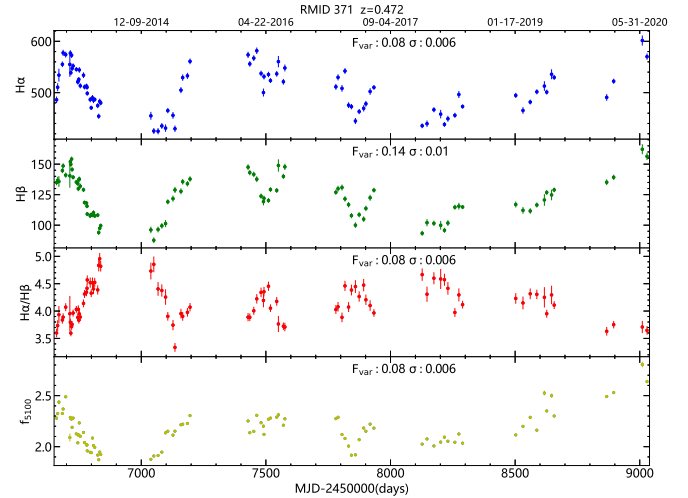 RMID 371 z=0.472
12-09-2014 04-22-2016 09-04-2017 01-17-2019 05-31-2020
Fvar : 0.08 σ : 0.006
600
500
Hα
Fvar : 0.14 σ : 0.01
150
125
100
Hβ
Fvar : 0.08 σ : 0.006
5.0
4.5
4.0
3.5
Hα/Hβ
Fvar : 0.08 σ : 0.006
2.5
2.0
f5100
7000 7500 8000 8500 9000
MJD-2450000(days)